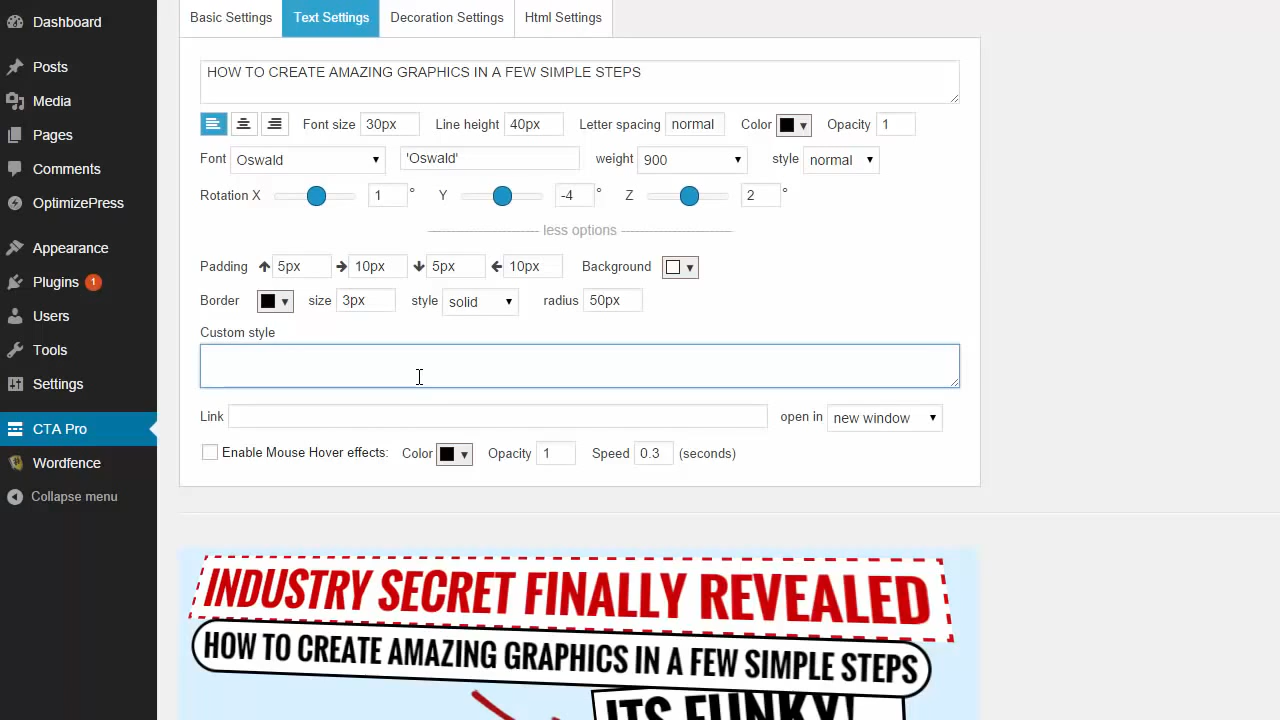 Dashboard
Posts
Media
Pages
Comments
OptimizePress
Appearance
Plugins 1
Users
Tools
Settings
CTA Pro
Wordfence
Collapse menu
Basic Settings Text Settings Decoration Settings Html Settings
HOW TO CREATE AMAZING GRAPHICS IN A FEW SIMPLE STEPS
Font size 30px Line height 40px Letter spacing normal Color Opacity 1
Font Oswald 'Oswald' weight 900 style normal
Rotation X 1 ° Y -4 ° Z 2 °
less options
Padding 5px 10px 5px 10px Background
Border size 3px style solid radius 50px
Custom style
Link open in new window
Enable Mouse Hover effects: Color Opacity 1 Speed 0.3 (seconds)
INDUSTRY SECRET FINALLY REVEALED
HOW TO CREATE AMAZING GRAPHICS IN A FEW SIMPLE STEPS
ITS FUNKY!